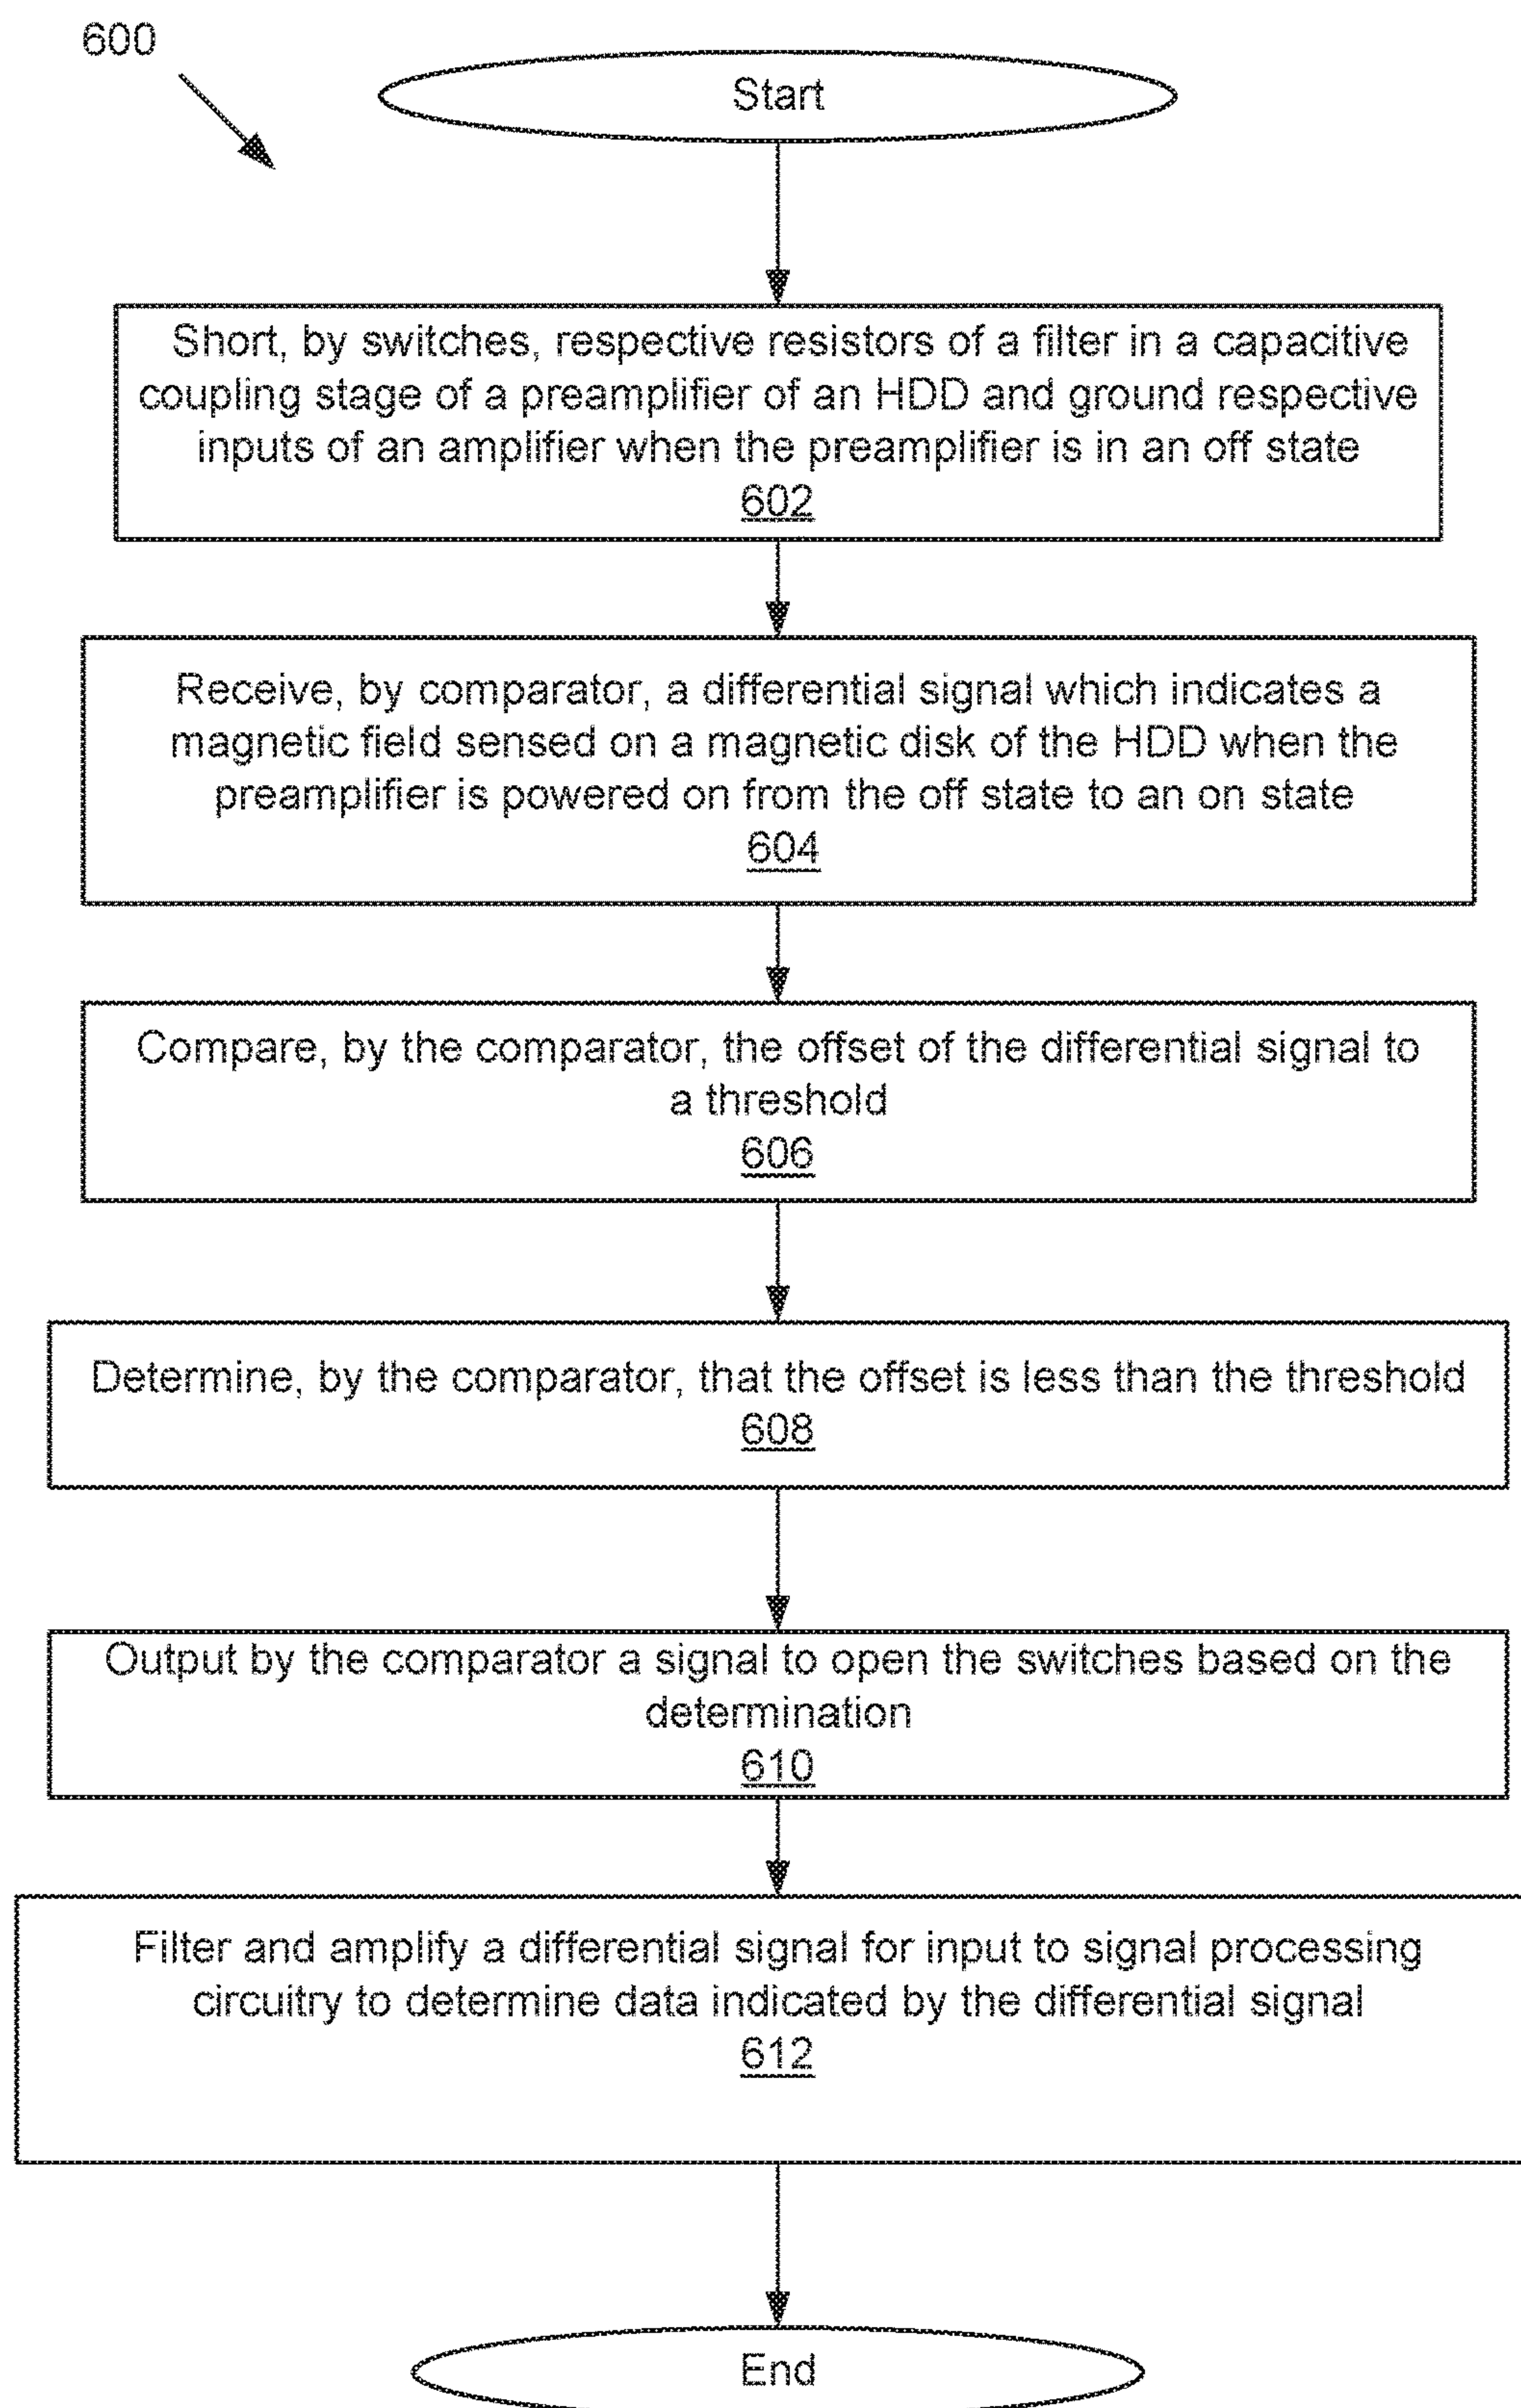 600
Start
Short, by switches, respective resistors of a filter in a capacitive
coupling stage of a preamplifier of an HDD and ground respective
inputs of an amplifier when the preamplifier is in an off state
602
Receive, by comparator, a differential signal which indicates a
magnetic field sensed on a magnetic disk of the HDD when the
preamplifier is powered on from the off state to an on state
604
Compare, by the comparator, the offset of the differential signal to
a threshold
606
Determine, by the comparator, that the offset is less than the threshold
608
Output by the comparator a signal to open the switches based on the
determination
610
Filter and amplify a differential signal for input to signal processing
circuitry to determine data indicated by the differential signal
612
End